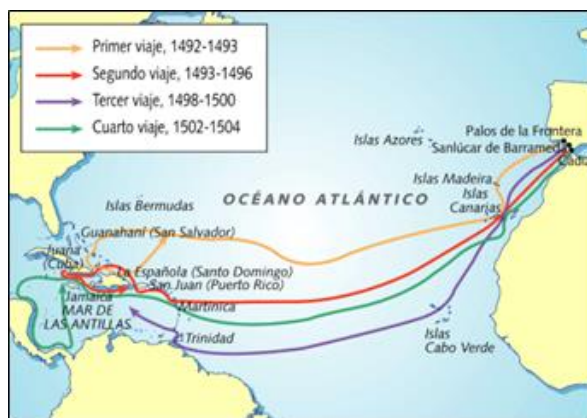 Primer viaje, 1492-1493
Segundo viaje, 1493-1496
Tercer viaje, 1498-1500
Cuarto viaje, 1502-1504
Islas Azores
Palos de la Frontera
Sanlúcar de Barrameda
Cádiz
Islas Madeira
Islas
Canarias
OCÉANO ATLÁNTICO
Islas Bermudas
Guanahaní (San Salvador)
Juana
(Cuba)
La Española (Santo Domingo)
San Juan (Puerto Rico)
Jamaica
MAR DE
LAS ANTILLAS
Martinica
Trinidad
Islas
Cabo Verde